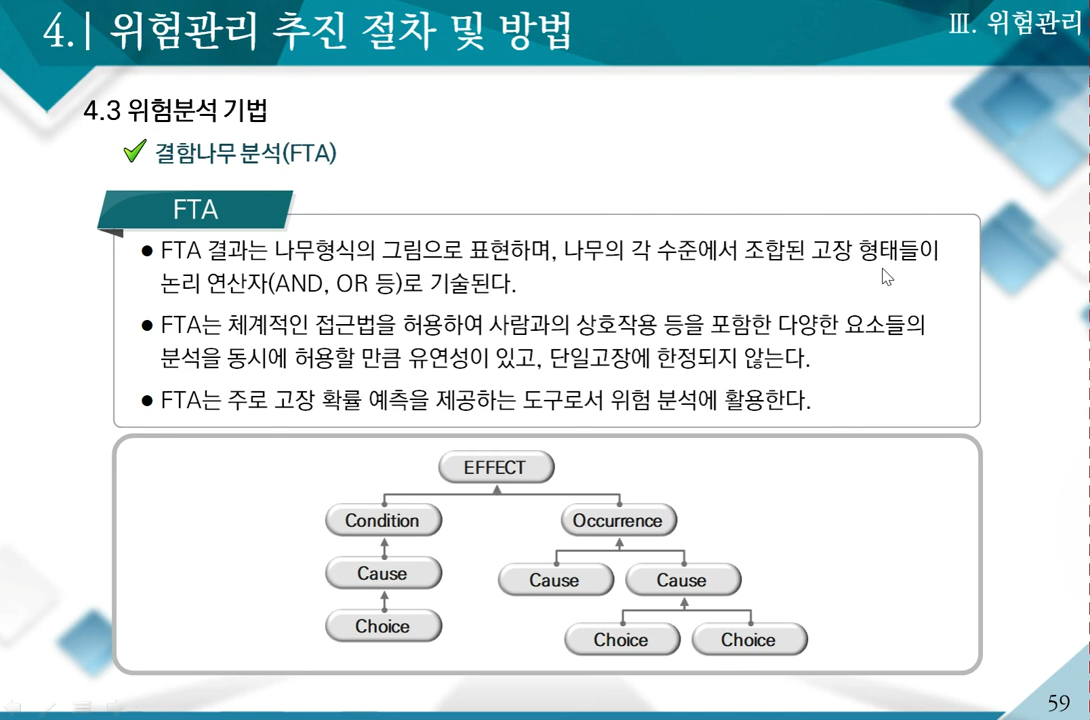 4.| 위험관리 추진 절차 및 방법
Ⅲ. 위험관리
4.3 위험분석 기법
결함나무 분석(FTA)
FTA
● FTA 결과는 나무형식의 그림으로 표현하며, 나무의 각 수준에서 조합된 고장 형태들이
논리 연산자(AND, OR 등)로 기술된다.
● FTA는 체계적인 접근법을 허용하여 사람과의 상호작용 등을 포함한 다양한 요소들의
분석을 동시에 허용할 만큼 유연성이 있고, 단일고장에 한정되지 않는다.
● FTA는 주로 고장 확률 예측을 제공하는 도구로서 위험 분석에 활용한다.
EFFECT
Condition
Occurrence
Cause
Cause
Cause
Choice
Choice
Choice
59